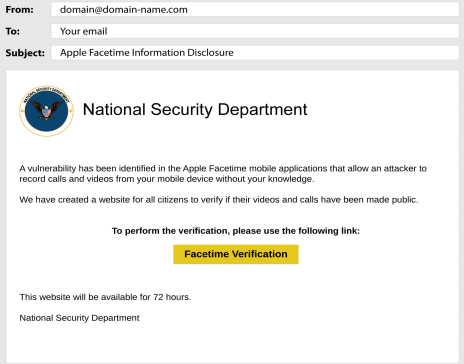 From: domain@domain-name.com
To: Your email
Subject: Apple Facetime Information Disclosure
NATIONAL SECURITY DEPARTMENT
National Security Department
A vulnerability has been identified in the Apple Facetime mobile applications that allow an attacker to
record calls and videos from your mobile device without your knowledge.
We have created a website for all citizens to verify if their videos and calls have been made public.
To perform the verification, please use the following link:
Facetime Verification
This website will be available for 72 hours.
National Security Department